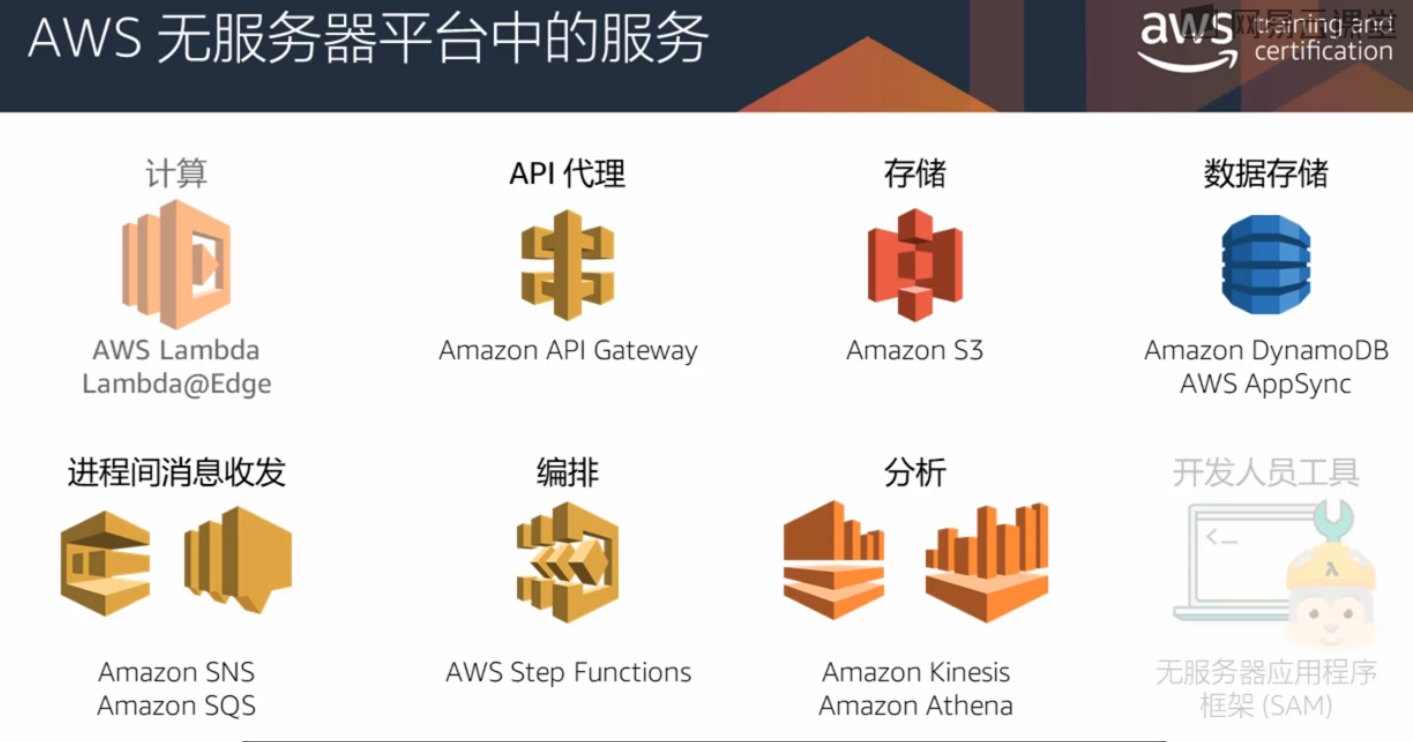 AWS 无服务器平台中的服务
aws training and certification
网易云课堂
计算
API 代理
存储
数据存储
AWS Lambda
Lambda@Edge
Amazon API Gateway
Amazon S3
Amazon DynamoDB
AWS AppSync
进程间消息收发
编排
分析
开发人员工具
<_
λ
Amazon SNS
Amazon SQS
AWS Step Functions
Amazon Kinesis
Amazon Athena
无服务器应用程序
框架 (SAM)